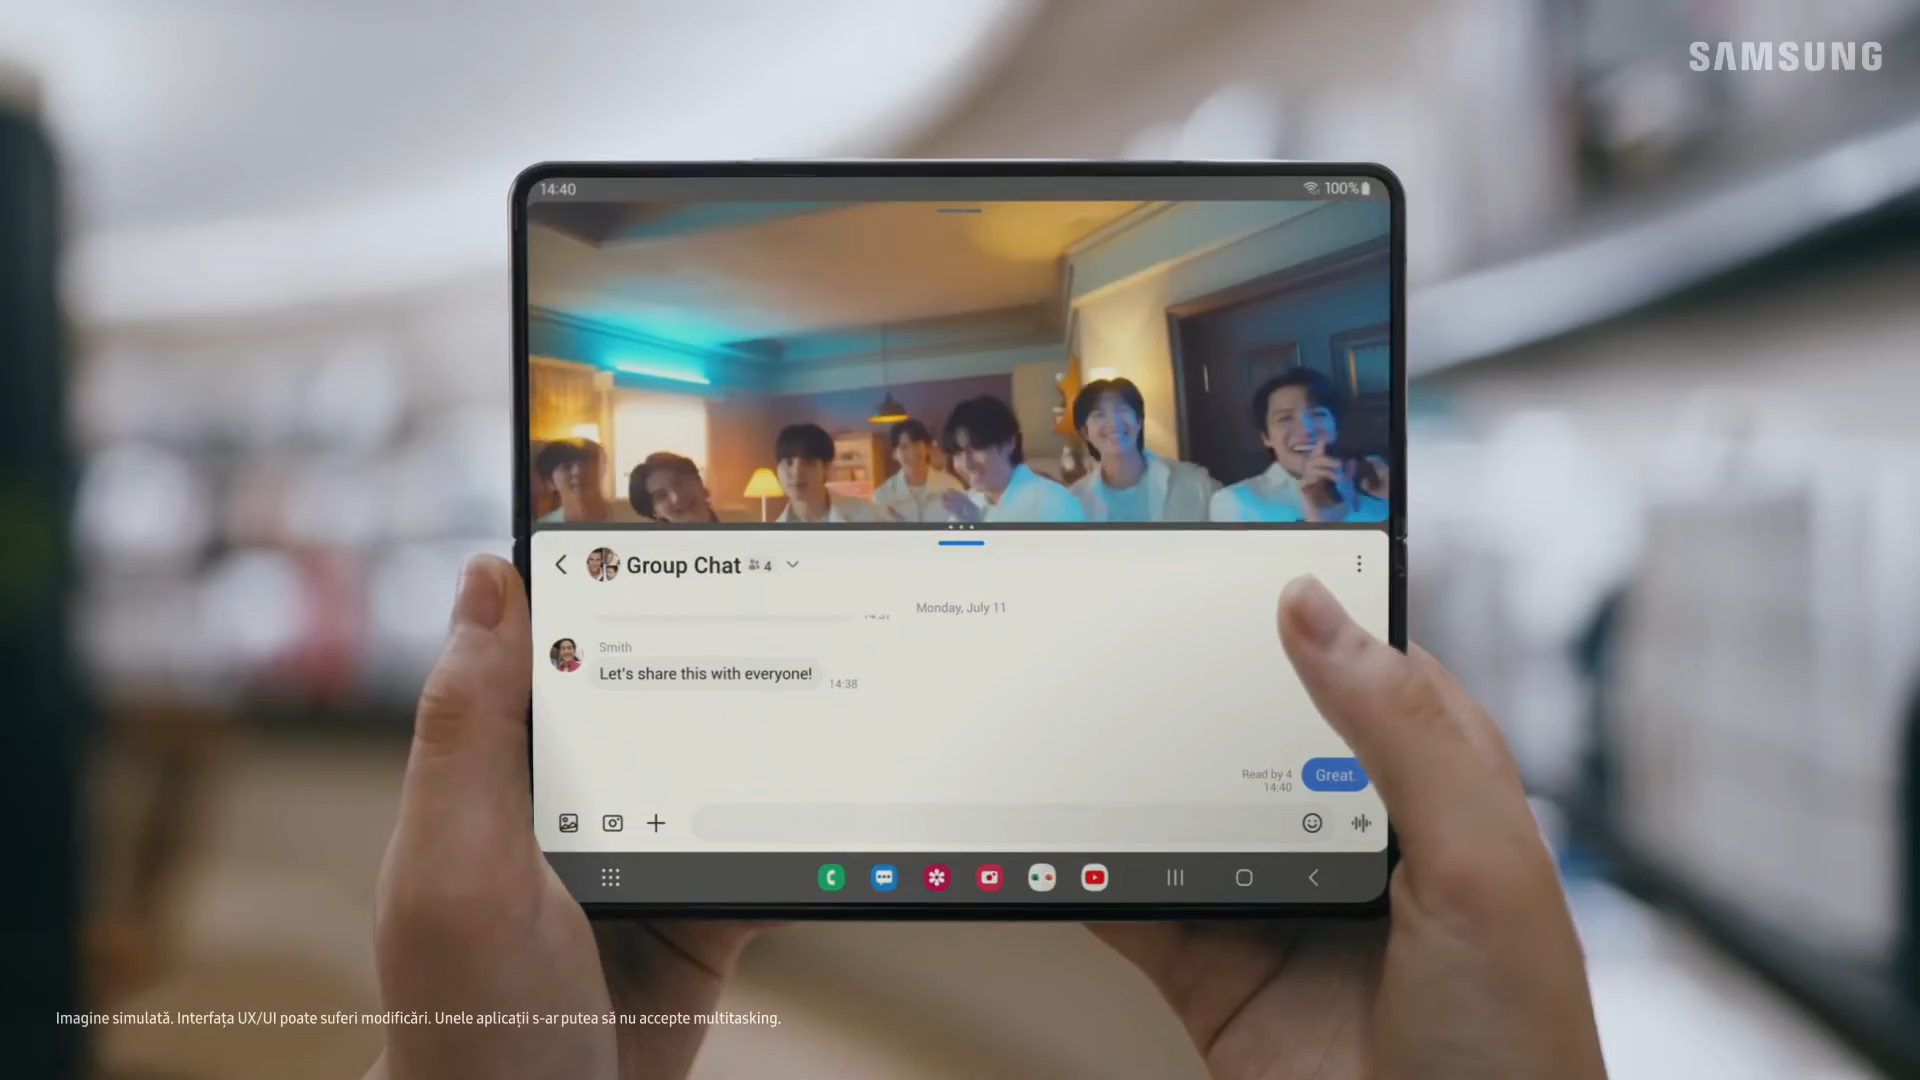 SAMSUNG
14:40
100%
Group Chat
4
Monday, July 11
Smith
Let's share this with everyone!
14:38
Read by 4
14:40
Great.
Imagine simulată. Interfața UX/UI poate suferi modificări. Unele aplicații s-ar putea să nu accepte multitasking.